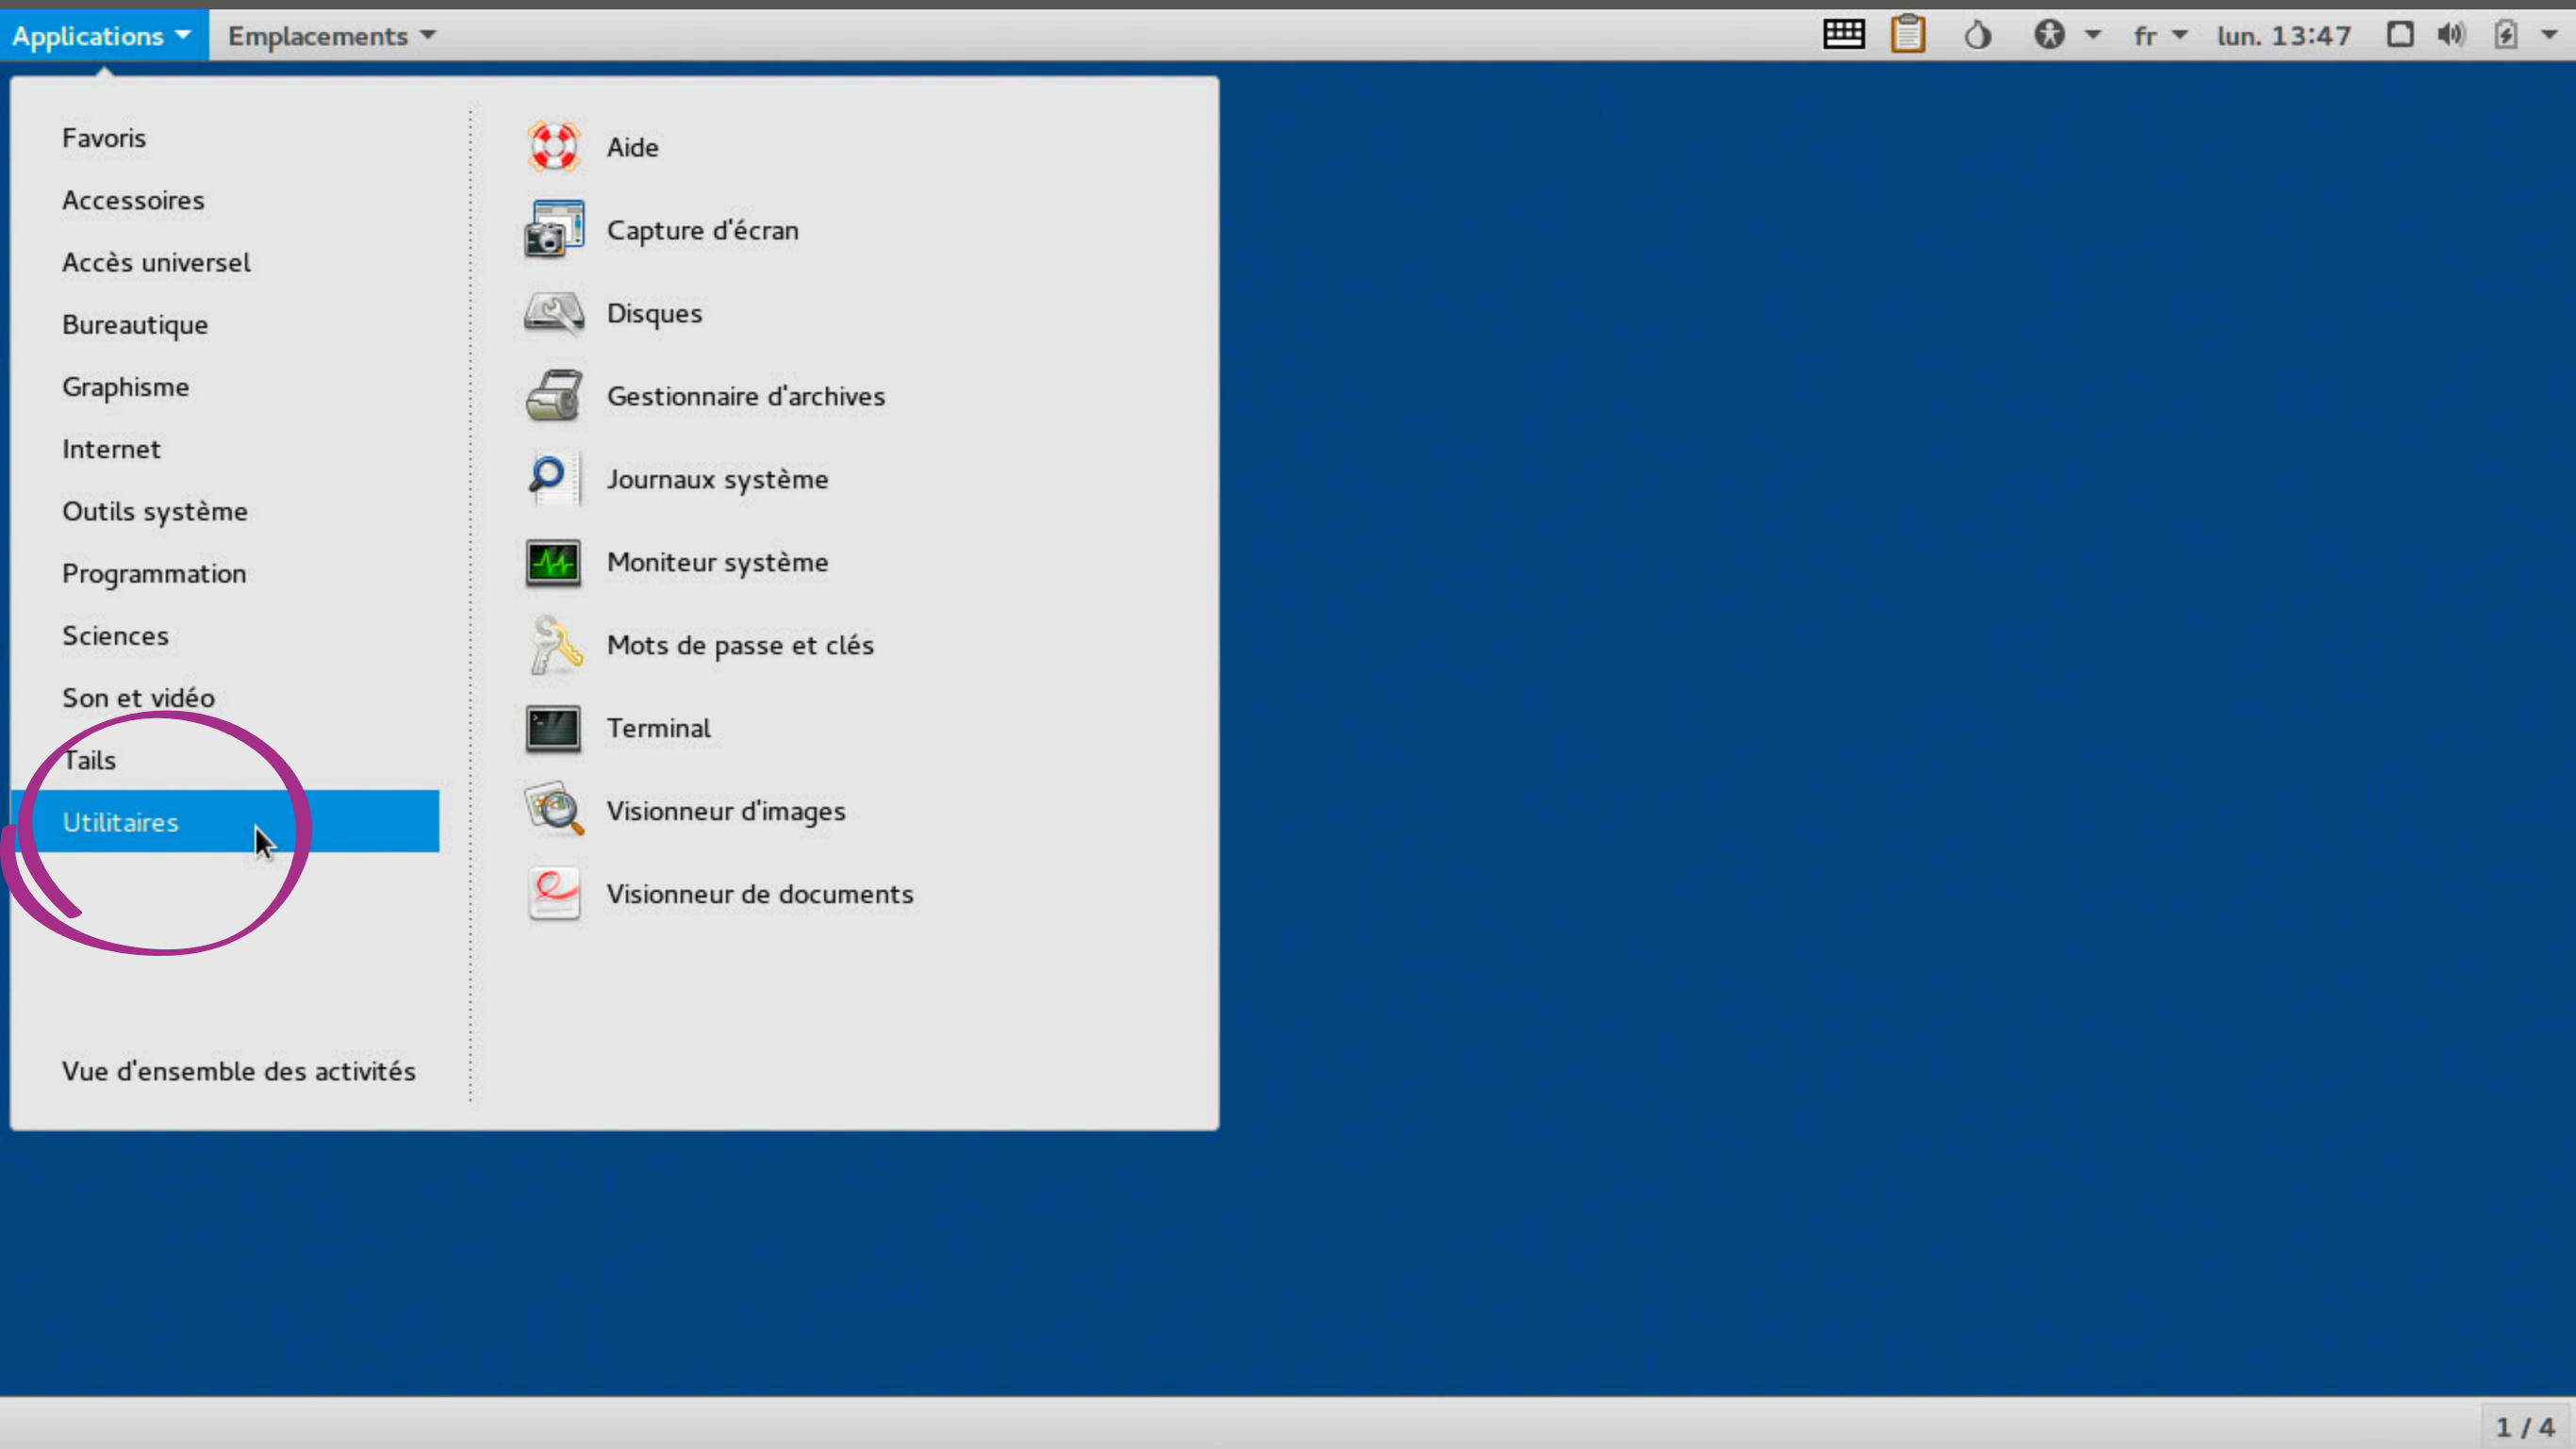 Applications Emplacements fr lun. 13:47
Favoris
Accessoires
Accès universel
Bureautique
Graphisme
Internet
Outils système
Programmation
Sciences
Son et vidéo
Tails
Utilitaires
Vue d'ensemble des activités
Aide
Capture d'écran
Disques
Gestionnaire d'archives
Journaux système
Moniteur système
Mots de passe et clés
Terminal
Visionneur d'images
Visionneur de documents
1 / 4